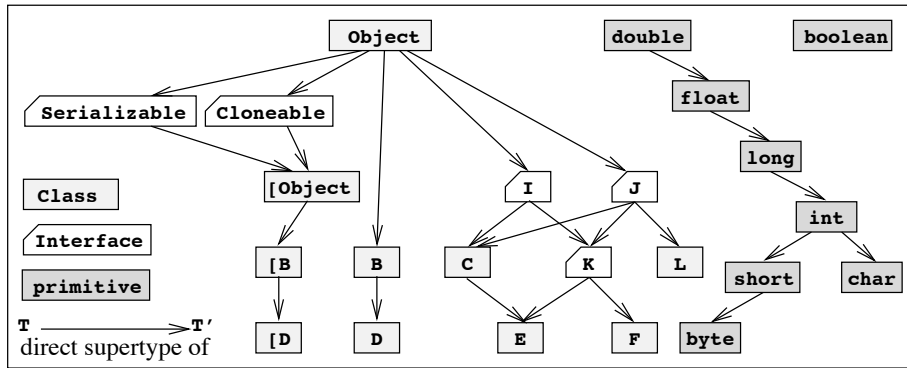 Object
double
boolean
Serializable
Cloneable
float
long
[Object
I
J
Class
int
Interface
[B
B
C
K
L
short
char
primitive
T
T'
direct supertype of
[D
D
E
F
byte